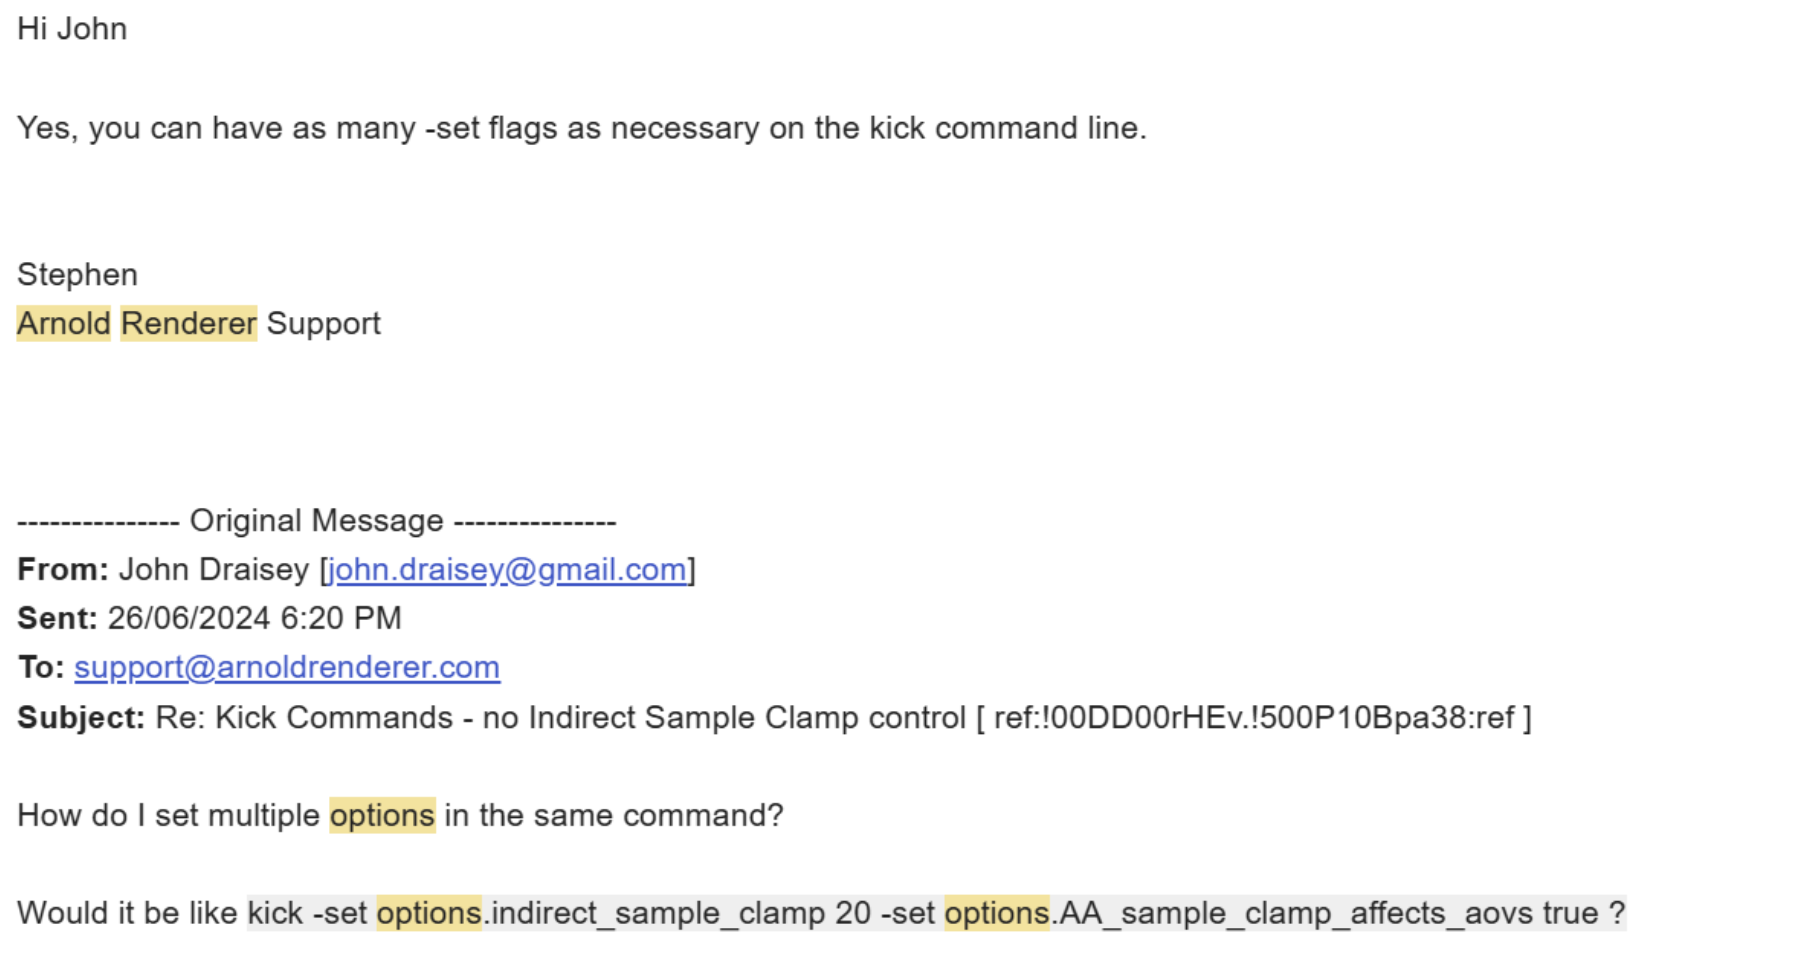 Hi John
Yes, you can have as many -set flags as necessary on the kick command line.
Stephen
Arnold Renderer Support
--------------- Original Message ---------------
From: John Draisey [john.draisey@gmail.com]
Sent: 26/06/2024 6:20 PM
To: support@arnoldrenderer.com
Subject: Re: Kick Commands - no Indirect Sample Clamp control [ ref:!00DD00rHEv.!500P10Bpa38:ref ]
How do I set multiple options in the same command?
Would it be like kick -set options.indirect_sample_clamp 20 -set options.AA_sample_clamp_affects_aovs true ?